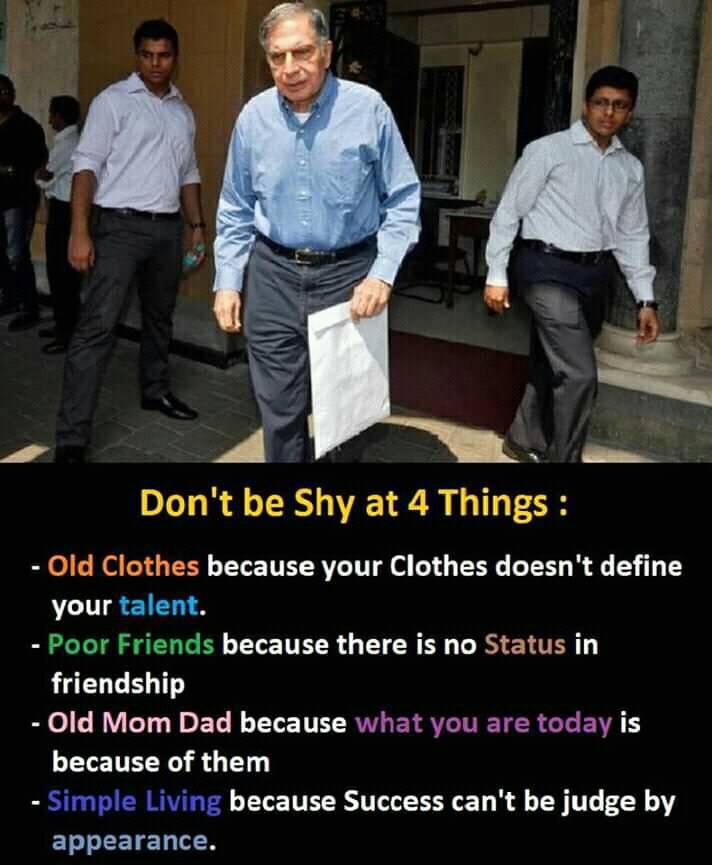 Don't be Shy at 4 Things :
- Old Clothes because your Clothes doesn't define
your talent.
- Poor Friends because there is no Status in
friendship
- Old Mom Dad because what you are today is
because of them
- Simple Living because Success can't be judge by
appearance.